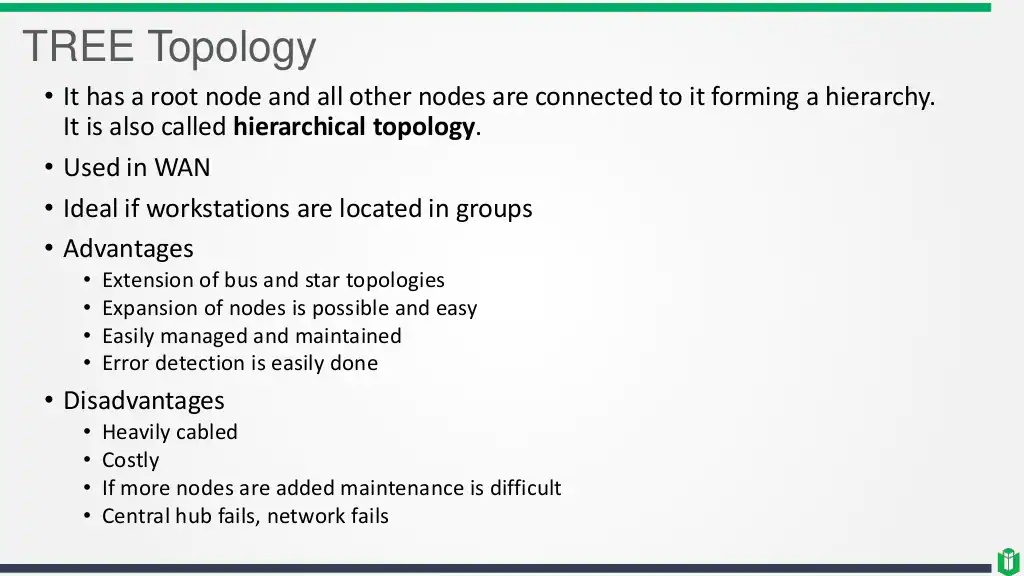 TREE Topology
• It has a root node and all other nodes are connected to it forming a hierarchy.
It is also called hierarchical topology.
• Used in WAN
• Ideal if workstations are located in groups
• Advantages
• Extension of bus and star topologies
• Expansion of nodes is possible and easy
• Easily managed and maintained
• Error detection is easily done
• Disadvantages
• Heavily cabled
• Costly
• If more nodes are added maintenance is difficult
• Central hub fails, network fails